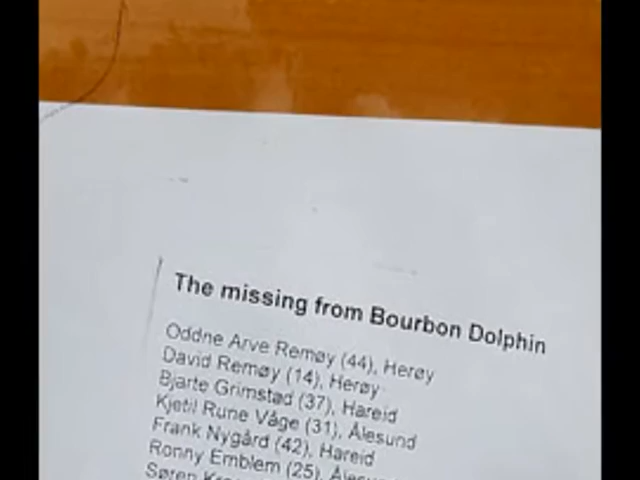 The missing from Bourbon Dolphin
Oddne Arve Remøy (44), Herøy
David Remøy (14), Herøy
Bjarte Grimstad (37), Hareid
Kjetil Rune Våge (31), Ålesund
Frank Nygård (42), Hareid
Ronny Emblem (25),
Søren